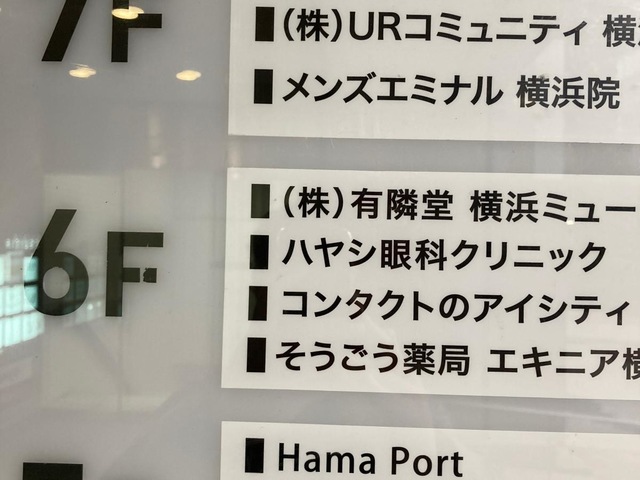 7F
■(株)URコミュニティ
■メンズエミナル 横浜院
6F
■(株)有隣堂 横浜ミュー
■ハヤシ眼科クリニック
■コンタクトのアイシティ
■そうごう薬局 エキニア横
■Hama Port